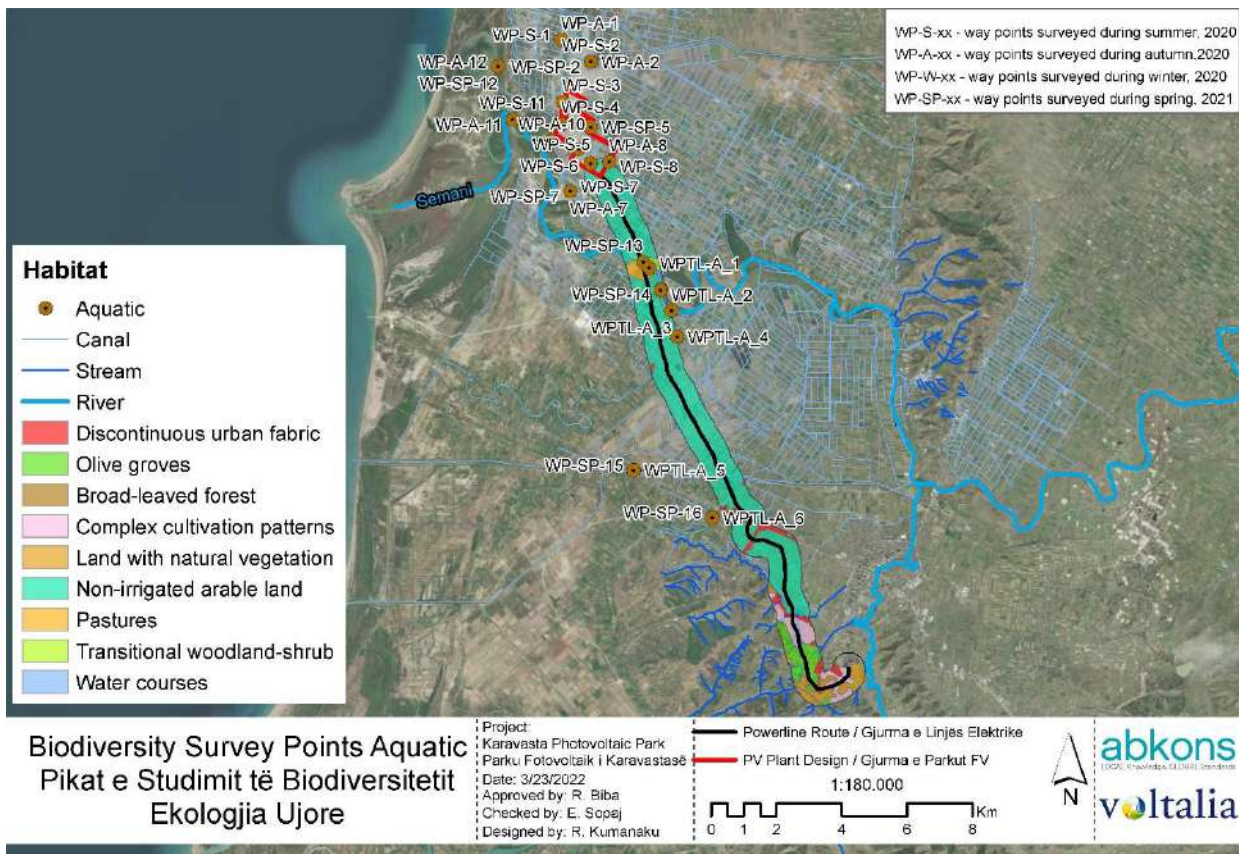 WP-S-xx - way points surveyed during summer, 2020
WP-A-xx - way points surveyed during autumn,2020
WP-W-xx - way points surveyed during winter, 2020
WP-SP-xx - way points surveyed during spring, 2021
WP-A-1
WP-S-1
WP-S-2
WP-A-12
WP-SP-2
WP-A-2
WP-SP-12
WP-S-3
WP-S-11
WP-S-4
WP-A-11
WP-A-10
WP-SP-5
WP-S-5
WP-A-8
WP-S-6
WP-S-8
WP-S-7
WP-SP-7
WP-A-7
Semani
WP-SP-13
WPTL-A_1
WP-SP-14
WPTL-A_2
WPTL-A_3
WPTL-A_4
WP-SP-15
WPTL-A_5
WP-SP-16
WPTL-A_6
Habitat
Aquatic
Canal
Stream
River
Discontinuous urban fabric
Olive groves
Broad-leaved forest
Complex cultivation patterns
Land with natural vegetation
Non-irrigated arable land
Pastures
Transitional woodland-shrub
Water courses
Biodiversity Survey Points Aquatic
Pikat e Studimit të Biodiversitetit
Ekologjia Ujore
Project:
Karavasta Photovoltaic Park
Parku Fotovoltaik i Karavastasë
Date: 3/23/2022
Approved by: R. Biba
Checked by: E. Sopaj
Designed by: R. Kumanaku
Powerline Route / Gjurma e Linjës Elektrike
PV Plant Design / Gjurma e Parkut FV
1:180.000
Km
0 1 2 4 6 8
N
abkons
LOCAL Knowledge, GLOBAL Standards
voltalia